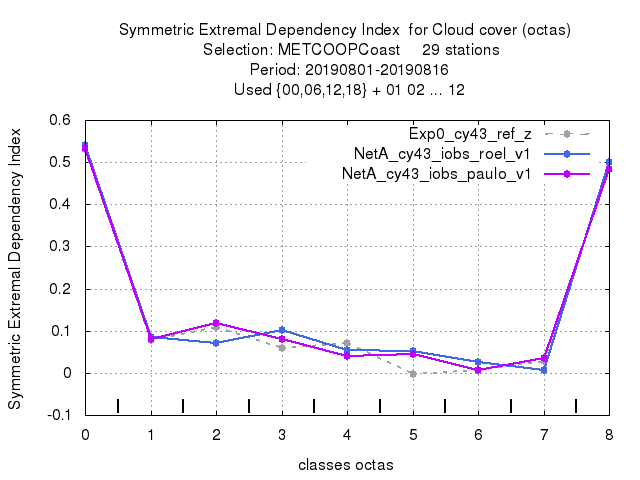 Symmetric Extremal Dependency Index  for Cloud cover (octas)
Selection: METCOOPCoast     29 stations
Period: 20190801-20190816
Used {00,06,12,18} + 01 02 ... 12
Exp0_cy43_ref_z
NetA_cy43_iobs_roel_v1
NetA_cy43_iobs_paulo_v1
Symmetric Extremal Dependency Index
0.6
0.5
0.4
0.3
0.2
0.1
0
-0.1
0 1 2 3 4 5 6 7 8
classes octas